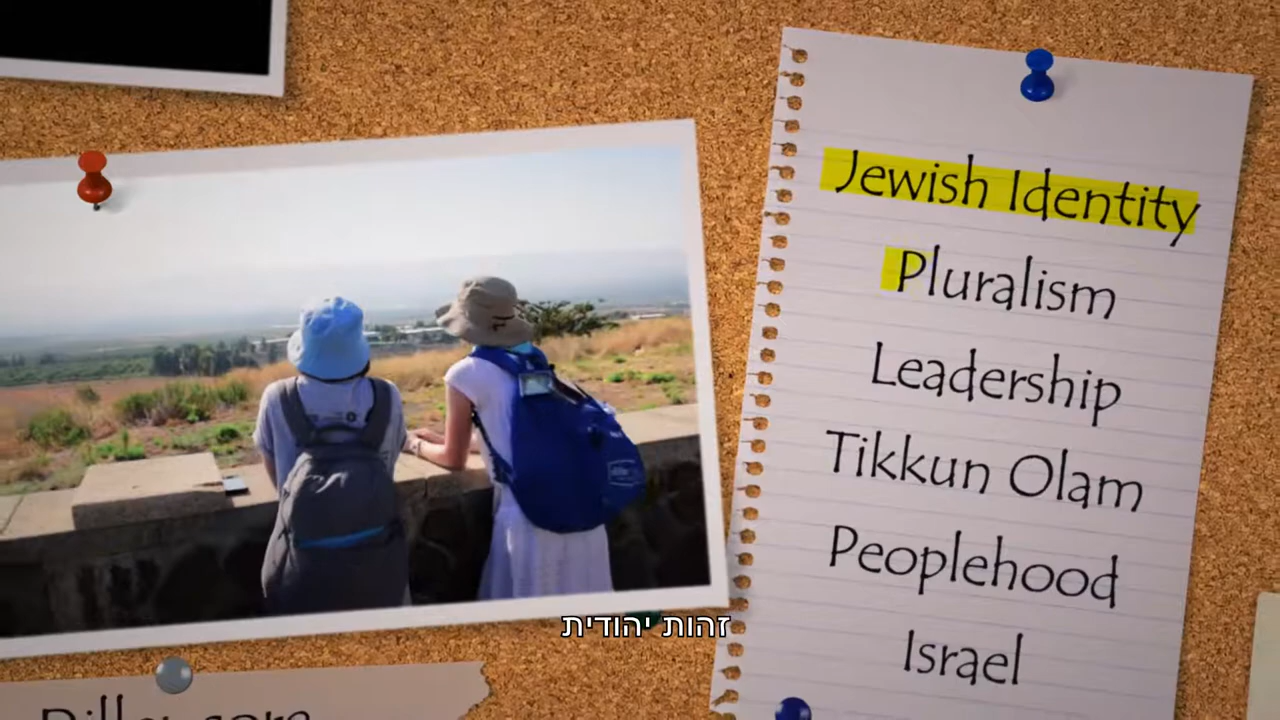 Jewish Identity
Pluralism
Leadership
Tikkun Olam
Peoplehood
Israel
זהות יהודית